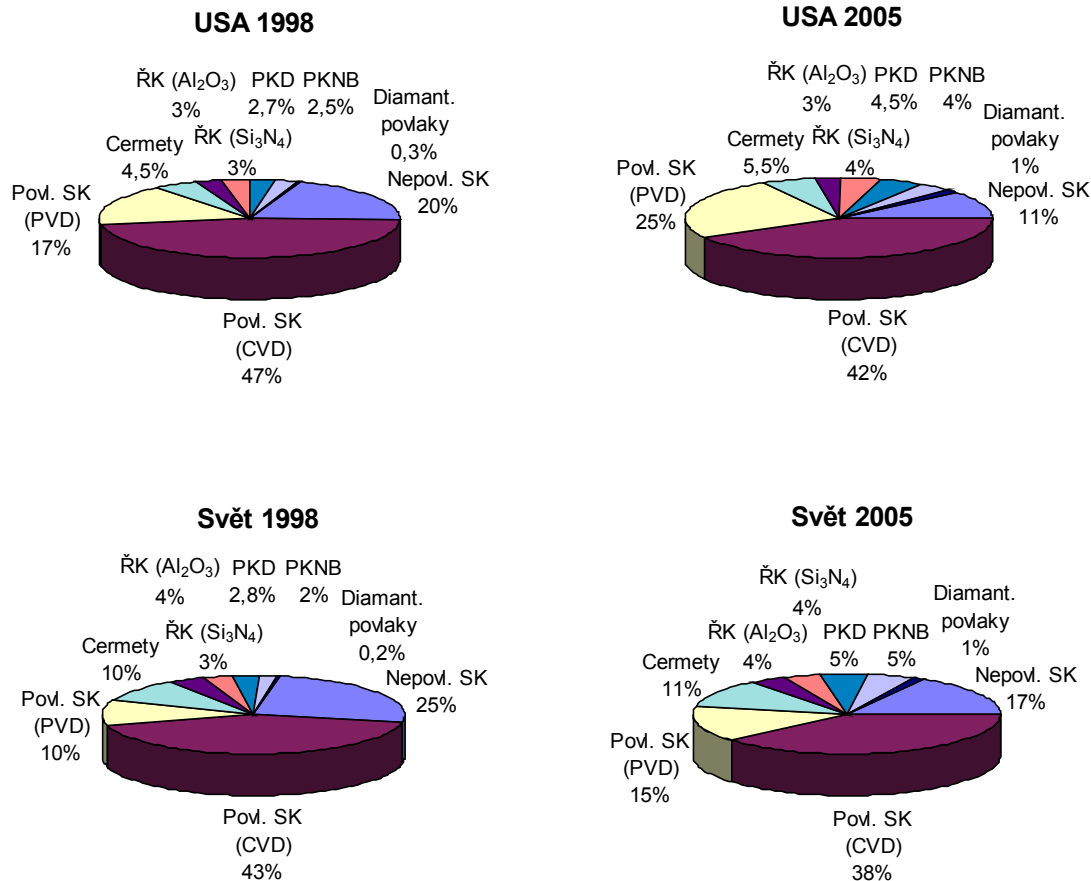 USA 1998
ŘK (Al₂O₃) PKD PKNB
3% 2,7% 2,5%
Diamant.
povlaky
0,3%
Cermety ŘK (Si₃N₄)
4,5% 3%
Nepovl. SK
20%
Povl. SK
(PVD)
17%
Povl. SK
(CVD)
47%
USA 2005
ŘK (Al₂O₃) PKD PKNB
3% 4,5% 4%
Diamant.
povlaky
1%
Cermety ŘK (Si₃N₄)
5,5% 4%
Nepovl. SK
11%
Povl. SK
(PVD)
25%
Povl. SK
(CVD)
42%
Svět 1998
ŘK (Al₂O₃) PKD PKNB
4% 2,8% 2%
Diamant.
povlaky
0,2%
Cermety ŘK (Si₃N₄)
10% 3%
Nepovl. SK
25%
Povl. SK
(PVD)
10%
Povl. SK
(CVD)
43%
Svět 2005
ŘK (Si₃N₄)
4%
Diamant.
povlaky
1%
Cermety ŘK (Al₂O₃) PKD PKNB
11% 4% 5% 5%
Nepovl. SK
17%
Povl. SK
(PVD)
15%
Povl. SK
(CVD)
38%